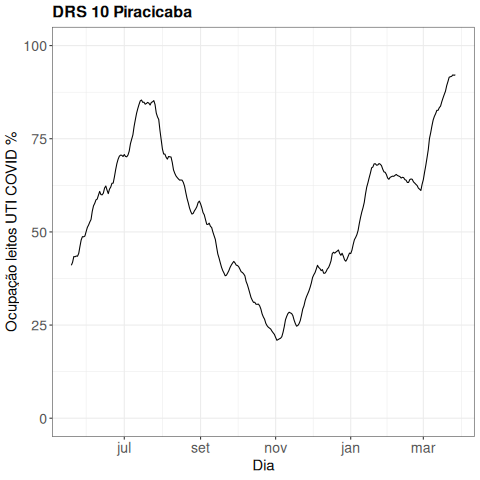 DRS 10 Piracicaba
100
75
50
25
0
Ocupação leitos UTI COVID %
jul set nov jan mar
Dia